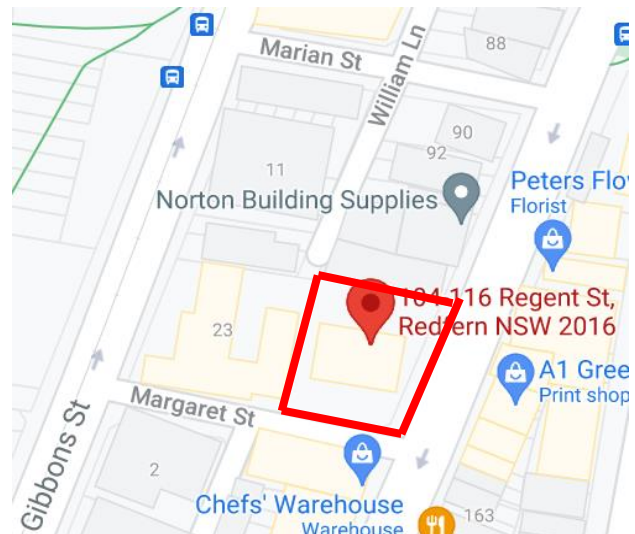 Marian St
William Ln
88
90
92
11
Norton Building Supplies
Peters Flo
Florist
104-116 Regent St,
Redfern NSW 2016
23
A1 Gree
Print shop
Margaret St
Gibbons St
2
Chefs' Warehouse
Warehouse
163